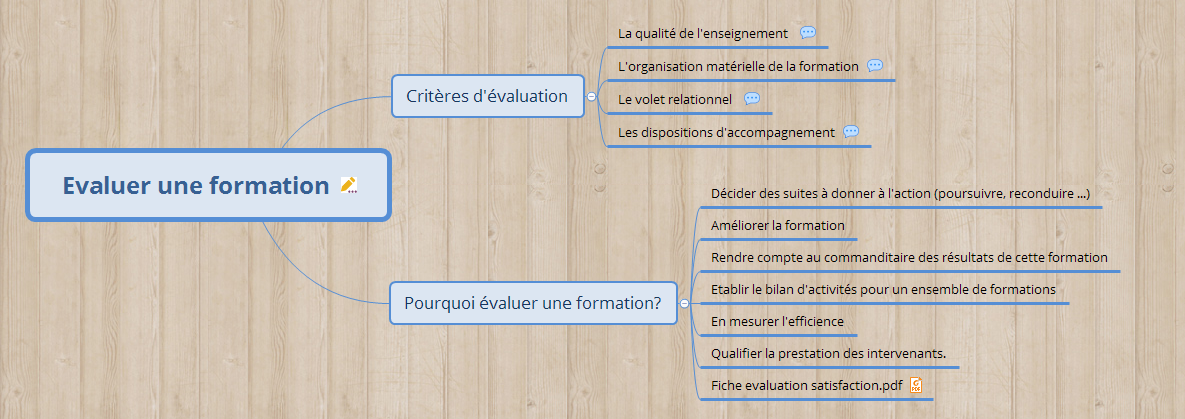 Evaluer une formation
Critères d'évaluation
La qualité de l'enseignement
L'organisation matérielle de la formation
Le volet relationnel
Les dispositions d'accompagnement
Pourquoi évaluer une formation?
Décider des suites à donner à l'action (poursuivre, reconduire ...)
Améliorer la formation
Rendre compte au commanditaire des résultats de cette formation
Etablir le bilan d'activités pour un ensemble de formations
En mesurer l'efficience
Qualifier la prestation des intervenants.
Fiche evaluation satisfaction.pdf
PDF